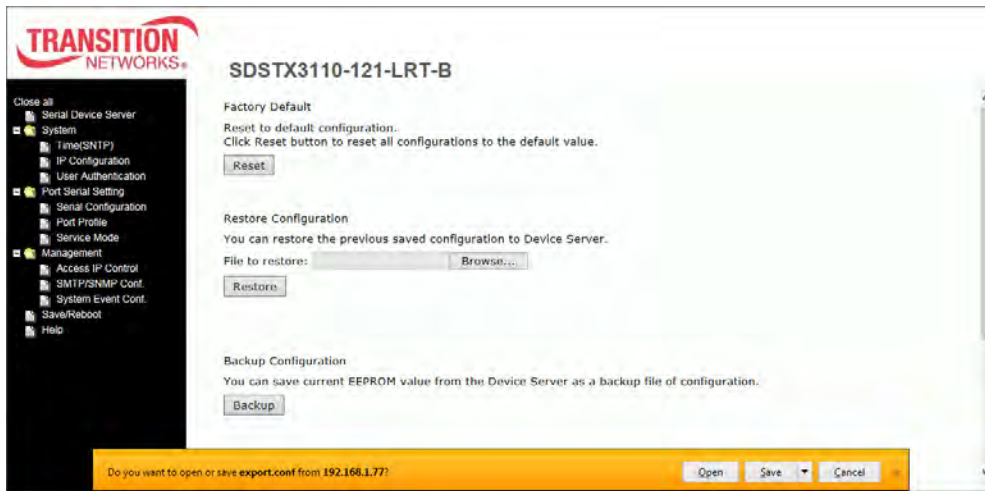 TRANSITION
NETWORKS®
SDSTX3110-121-LRT-B
Close all
Serial Device Server
System
Time(SNTP)
IP Configuration
User Authentication
Port Serial Setting
Serial Configuration
Port Profile
Service Mode
Management
Access IP Control
SMTP/SNMP Conf.
System Event Conf.
Save/Reboot
Help
Factory Default
Reset to default configuration.
Click Reset button to reset all configurations to the default value.
Reset
Restore Configuration
You can restore the previous saved configuration to Device Server.
File to restore: Browse...
Restore
Backup Configuration
You can save current EEPROM value from the Device Server as a backup file of configuration.
Backup
Do you want to open or save export.conf from 192.168.1.77? Open Save Cancel